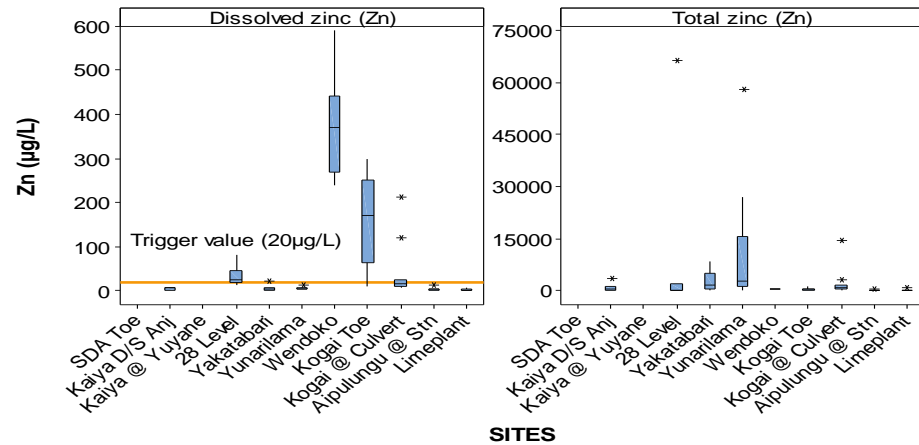 Dissolved zinc (Zn)
Total zinc (Zn)
Zn (µg/L)
600
500
400
300
200
100
0
Trigger value (20µg/L)
75000
60000
45000
30000
15000
0
SDA Toe
Kaiya D/S Anj
Kaiya @ Yuyane
28 Level
Yakatabari
Yunarilama
Wendoko
Kogai Toe
Kogai @ Culvert
Aipulungu @ Stn
Limeplant
SDA Toe
Kaiya D/S Anj
Kaiya @ Yuyane
28 Level
Yakatabari
Yunarilama
Wendoko
Kogai Toe
Kogai @ Culvert
Aipulungu @ Stn
Limeplant
SITES